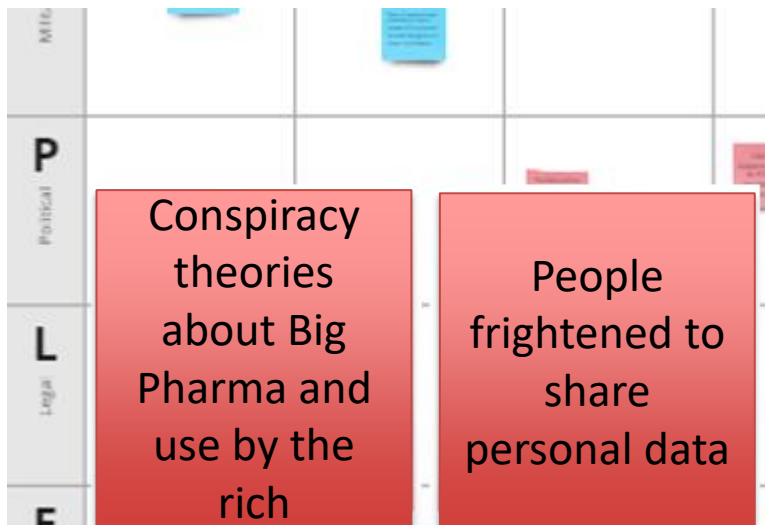 P
Political
L
Legal
Conspiracy
theories
about Big
Pharma and
use by the
rich
People
frightened to
share
personal data